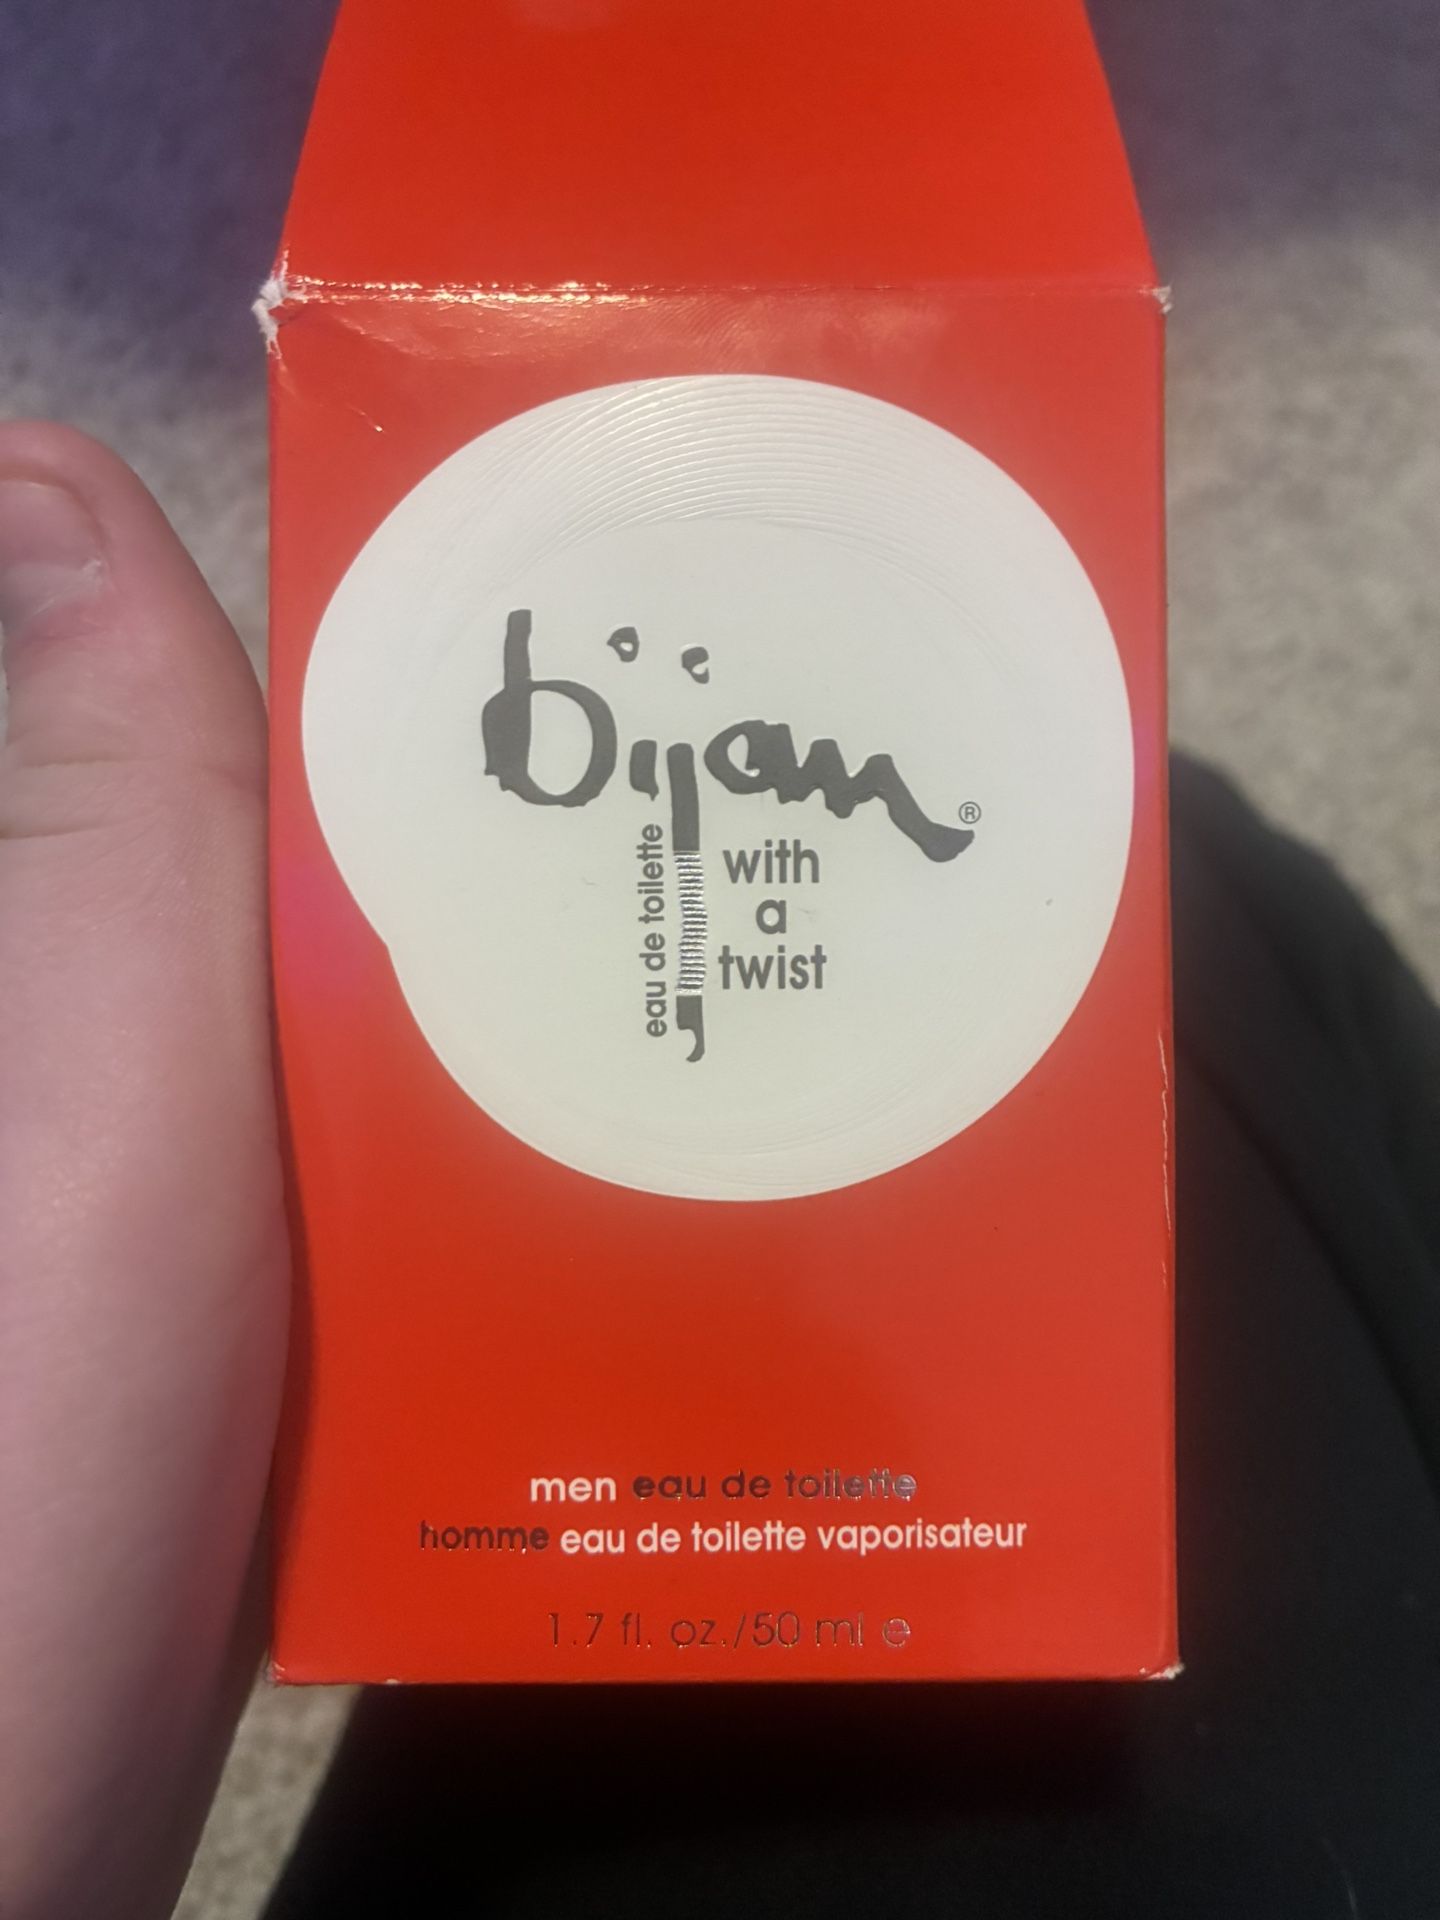 bijan®
eau de toilette
with
a
twist
men eau de toilette
homme eau de toilette vaporisateur
1.7 fl. oz./50 ml e